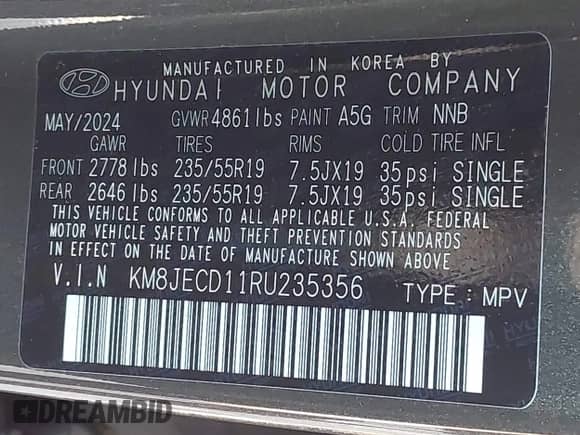 MANUFACTURED IN KOREA BY
HYUNDAI MOTOR COMPANY
MAY/2024 GVWR 4861lbs PAINT A5G TRIM NNB
GAWR TIRES RIMS COLD TIRE INFL
FRONT 2778 lbs 235/55R19 7.5JX19 35psi SINGLE
REAR 2646 lbs 235/55R19 7.5JX19 35psi SINGLE
THIS VEHICLE CONFORMS TO ALL APPLICABLE U.S.A. FEDERAL
MOTOR VEHICLE SAFETY AND THEFT PREVENTION STANDARDS
IN EFFECT ON THE DATE OF MANUFACTURE SHOWN ABOVE
V.I.N KM8JECD11RU235356 TYPE : MPV
DREAMBID